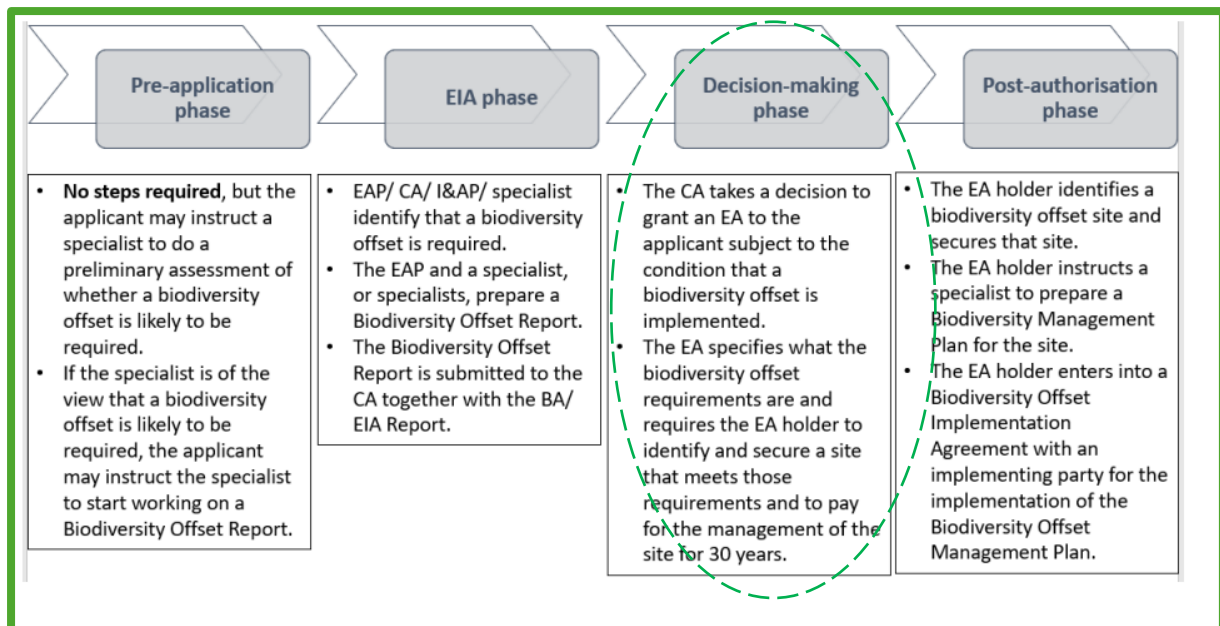 Pre-application
phase
EIA phase
Decision-making
phase
Post-authorisation
phase
• No steps required, but the
applicant may instruct a
specialist to do a
preliminary assessment of
whether a biodiversity
offset is likely to be
required.
• If the specialist is of the
view that a biodiversity
offset is likely to be
required, the applicant
may instruct the specialist
to start working on a
Biodiversity Offset Report.
• EAP/ CA/ I&AP/ specialist
identify that a biodiversity
offset is required.
• The EAP and a specialist,
or specialists, prepare a
Biodiversity Offset Report.
• The Biodiversity Offset
Report is submitted to the
CA together with the BA/
EIA Report.
• The CA takes a decision to
grant an EA to the
applicant subject to the
condition that a
biodiversity offset is
implemented.
• The EA specifies what the
biodiversity offset
requirements are and
requires the EA holder to
identify and secure a site
that meets those
requirements and to pay
for the management of the
site for 30 years.
• The EA holder identifies a
biodiversity offset site and
secures that site.
• The EA holder instructs a
specialist to prepare a
Biodiversity Management
Plan for the site.
• The EA holder enters into a
Biodiversity Offset
Implementation
Agreement with an
implementing party for the
implementation of the
Biodiversity Offset
Management Plan.